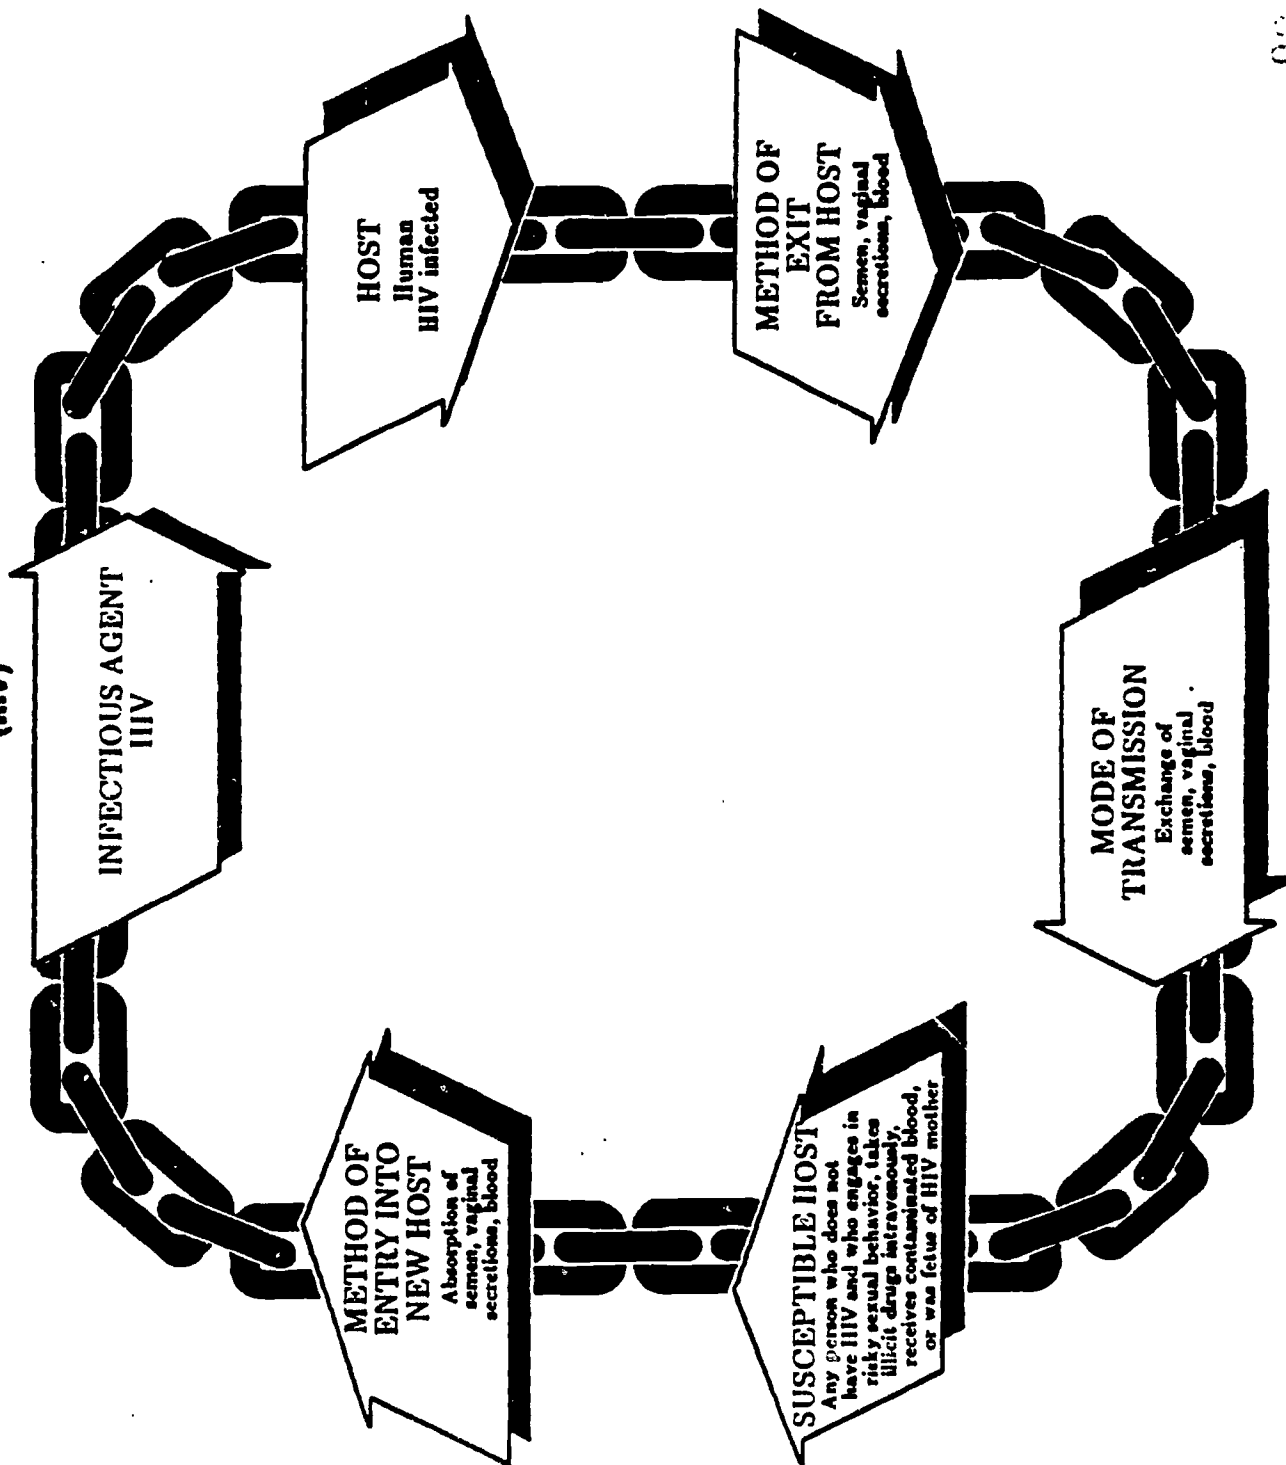 (HIV)
INFECTIOUS AGENT
HIV
HOST
Human
HIV infected
METHOD OF
EXIT
FROM HOST
Semen, vaginal
secretions, blood
MODE OF
TRANSMISSION
Exchange of
semen, vaginal
secretions, blood
SUSCEPTIBLE HOST
Any person who does not
have HIV and who engages in
risky sexual behavior, takes
illicit drugs intravenously,
receives contaminated blood,
or was fetus of HIV mother
METHOD OF
ENTRY INTO
NEW HOST
Absorption of
semen, vaginal
secretions, blood